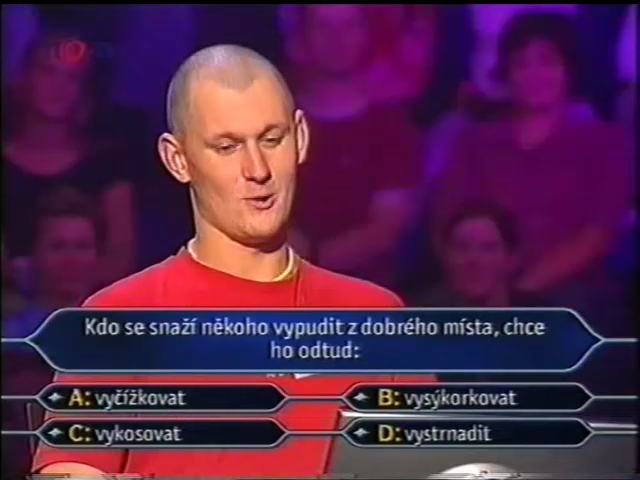 Kdo se snaží někoho vypudit z dobrého místa, chce
ho odtud:
A: vyčížkovat
B: vysýkorkovat
C: vykosovat
D: vystrnadit